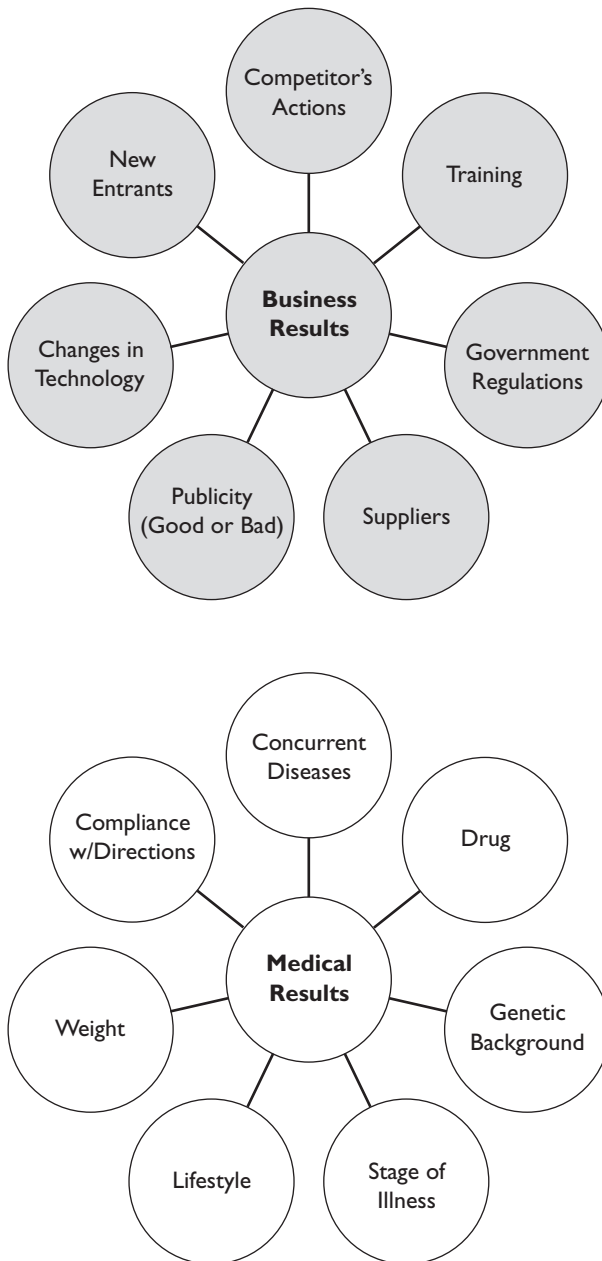 Competitor's
Actions
New
Entrants
Training
Business
Results
Changes in
Technology
Government
Regulations
Publicity
(Good or Bad)
Suppliers
Concurrent
Diseases
Compliance
w/Directions
Drug
Medical
Results
Weight
Genetic
Background
Lifestyle
Stage of
Illness